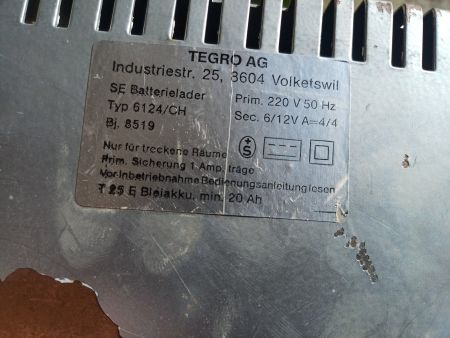 TEGRO AG
Industriestr. 25, 8604 Volketswil
SE Batterielader
Prim. 220 V 50 Hz
Typ 6124/CH
Sec. 6/12V A=4/4
Bj. 8519
Nur für trockene Räume
Prim. Sicherung 1 Amp. träge
Vor Inbetriebnahme Bedienungsanleitung lesen
T 25 E Bleiakku. min. 20 Ah